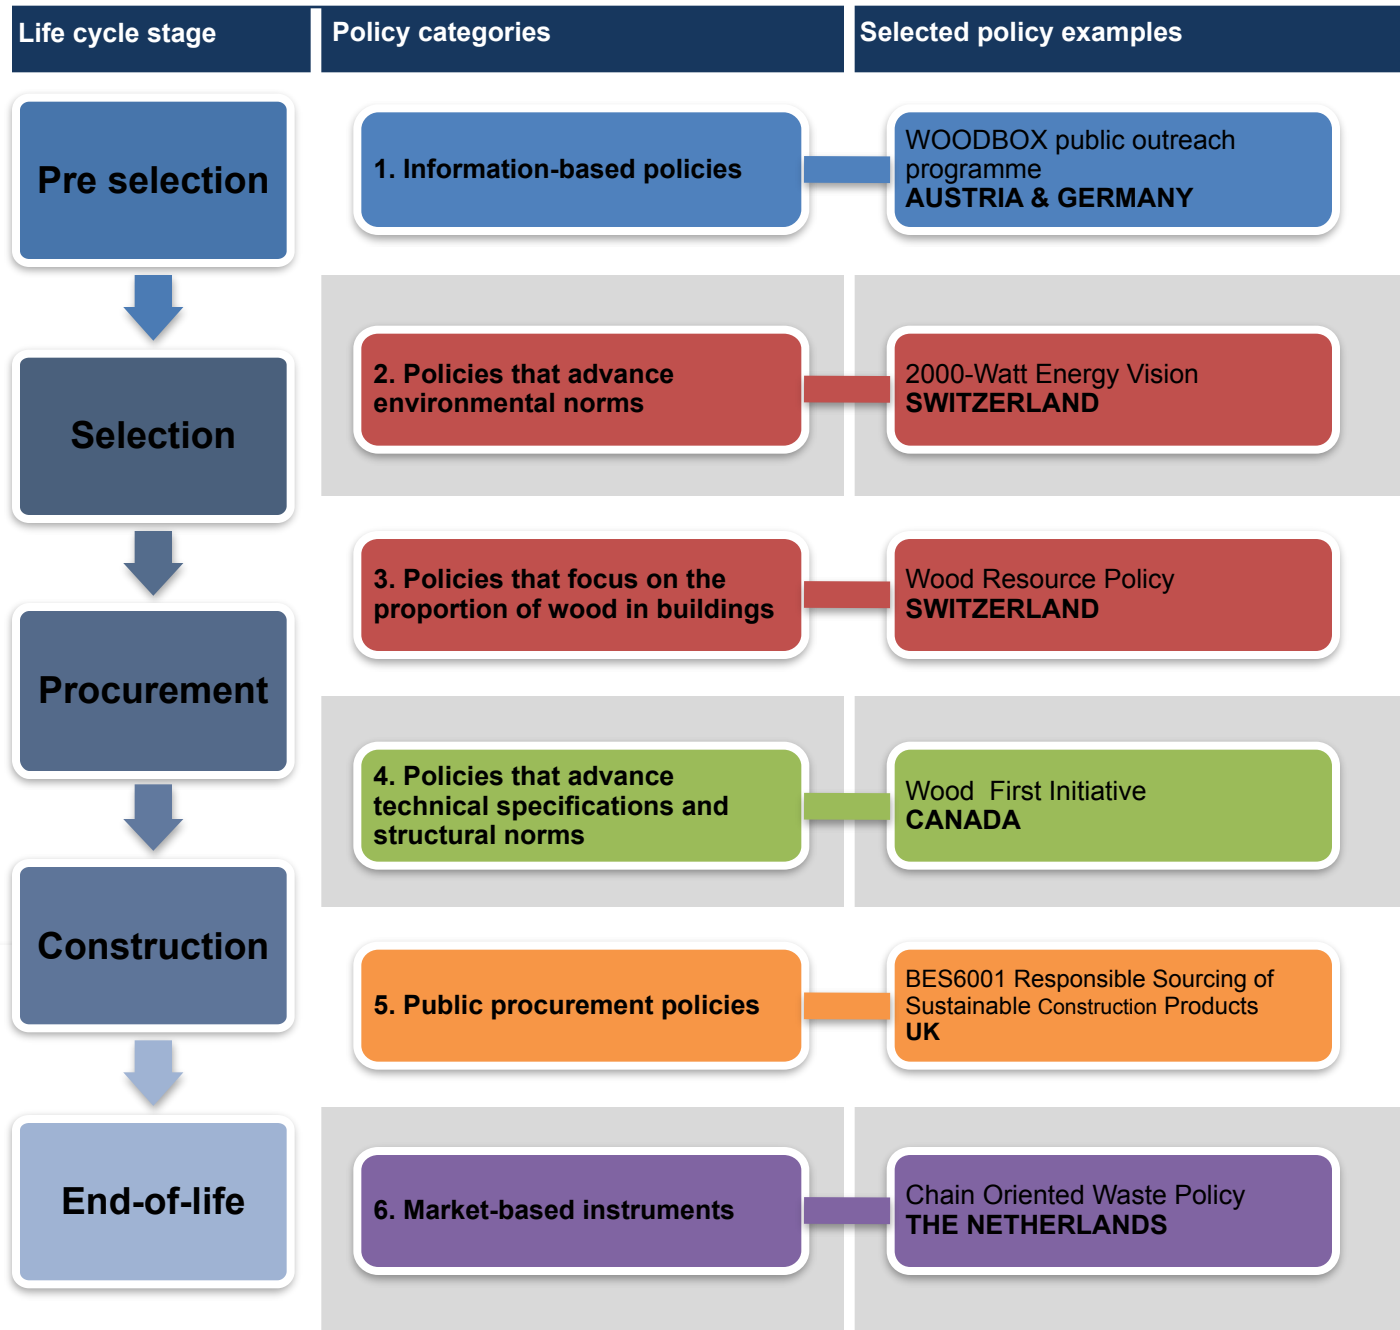 Life cycle stage
Policy categories
Selected policy examples
Pre selection
1. Information-based policies
WOODBOX public outreach
programme
AUSTRIA & GERMANY
Selection
2. Policies that advance
environmental norms
2000-Watt Energy Vision
SWITZERLAND
Procurement
3. Policies that focus on the
proportion of wood in buildings
Wood Resource Policy
SWITZERLAND
4. Policies that advance
technical specifications and
structural norms
Wood  First Initiative
CANADA
Construction
5. Public procurement policies
BES6001 Responsible Sourcing of
Sustainable Construction Products
UK
End-of-life
6. Market-based instruments
Chain Oriented Waste Policy
THE NETHERLANDS